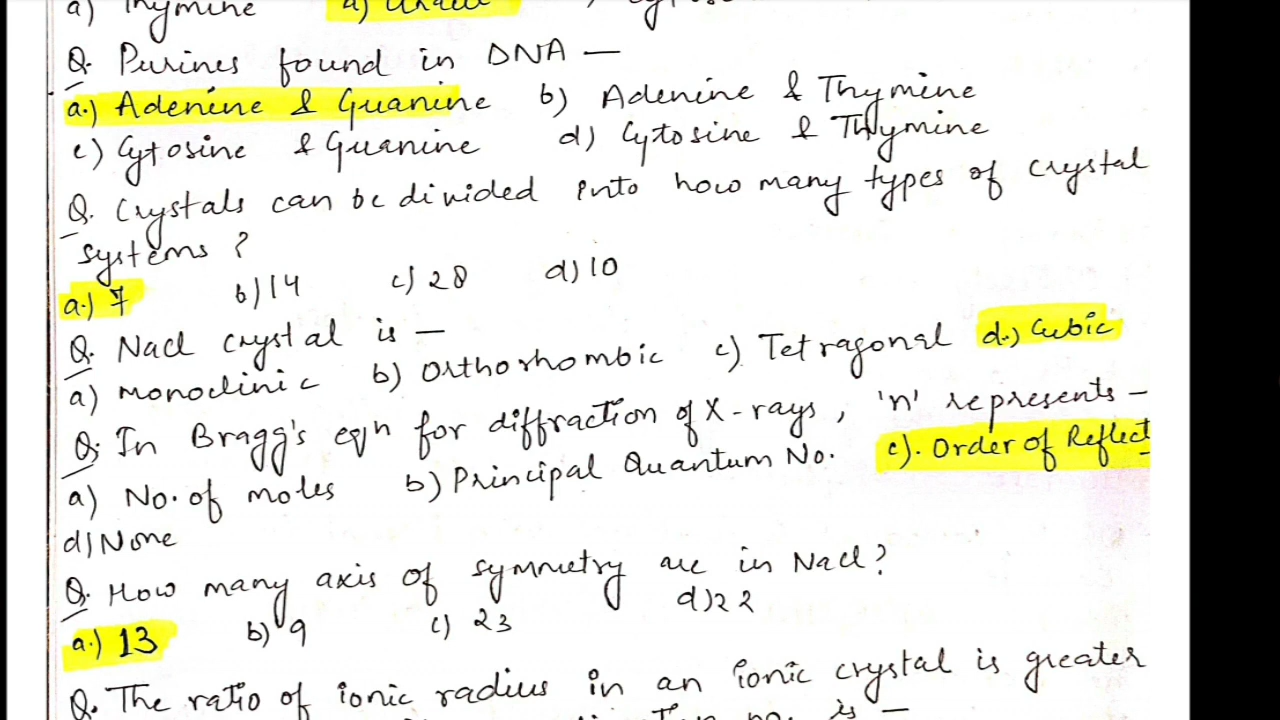 a) Thymine
Q. Purines found in DNA —
a.) Adenine & Guanine b) Adenine & Thymine
c) Cytosine & Guanine d) Cytosine & Thymine
Q. Crystals can be divided into how many types of crystal
systems ?
a.) 7 b) 14 c) 28 d) 10
Q. Nacl crystal is —
a) monoclinic b) Orthorhombic c) Tetragonal d.) Cubic
Q. In Bragg's eqn for diffraction of X-rays, 'n' represents —
a) No. of moles b) Principal Quantum No. c). Order of Reflect
d) None
Q. How many axis of symmetry are in Nacl?
a.) 13 b) 9 c) 23 d) 22
Q. The ratio of ionic radius in an ionic crystal is greater
no. is —